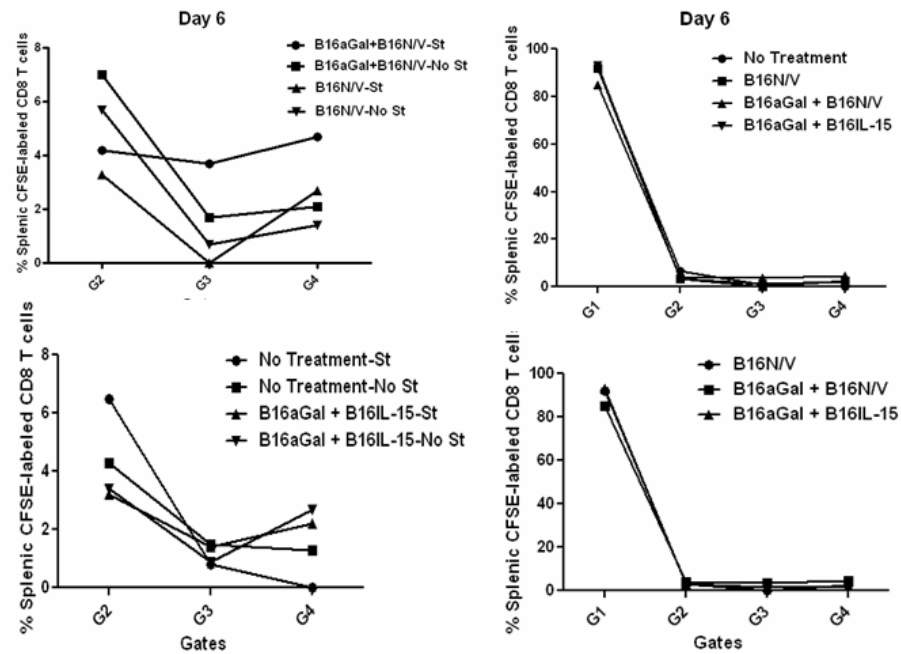 Day 6
% Splenic CFSE-labeled CD8 T cells
8
6
4
2
0
G2
G3
G4
B16aGal+B16N/V-St
B16aGal+B16N/V-No St
B16N/V-St
B16N/V-No St
Day 6
% Splenic CFSE-labeled CD8 T cells
100
80
60
40
20
0
G1
G2
G3
G4
No Treatment
B16N/V
B16aGal + B16N/V
B16aGal + B16IL-15
% Splenic CFSE-labeled CD8 T cells
8
6
4
2
0
G2
G3
G4
Gates
No Treatment-St
No Treatment-No St
B16aGal + B16IL-15-St
B16aGal + B16IL-15-No St
% Splenic CFSE-labeled CD8 T cells
100
80
60
40
20
0
G1
G2
G3
G4
Gates
B16N/V
B16aGal + B16N/V
B16aGal + B16IL-15